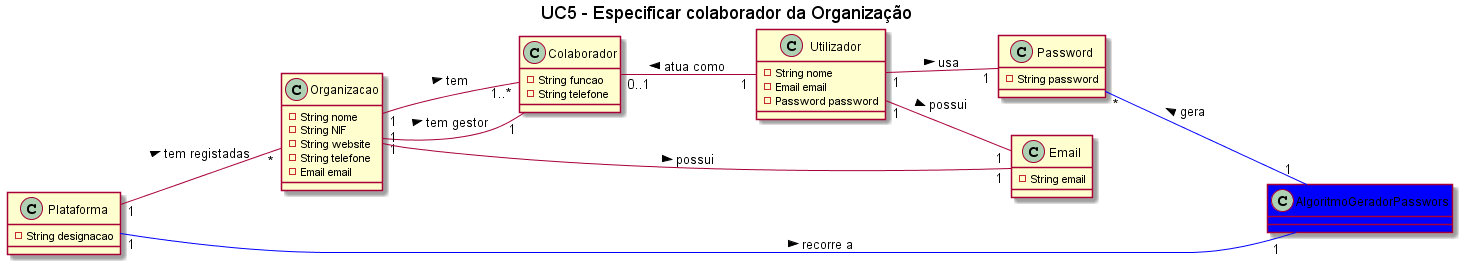 UC5 - Especificar colaborador da Organização
C Plataforma
String designacao
1
tem registadas
*
1
recorre a
1
C Organizacao
String nome
String NIF
String website
String telefone
Email email
1
tem
1..*
1
tem gestor
1
1
possui
1
C Colaborador
String funcao
String telefone
0..1
atua como
1
C Utilizador
String nome
Email email
Password password
1
usa
1
1
possui
1
C Password
String password
*
gera
1
C Email
String email
C AlgoritmoGeradorPasswors